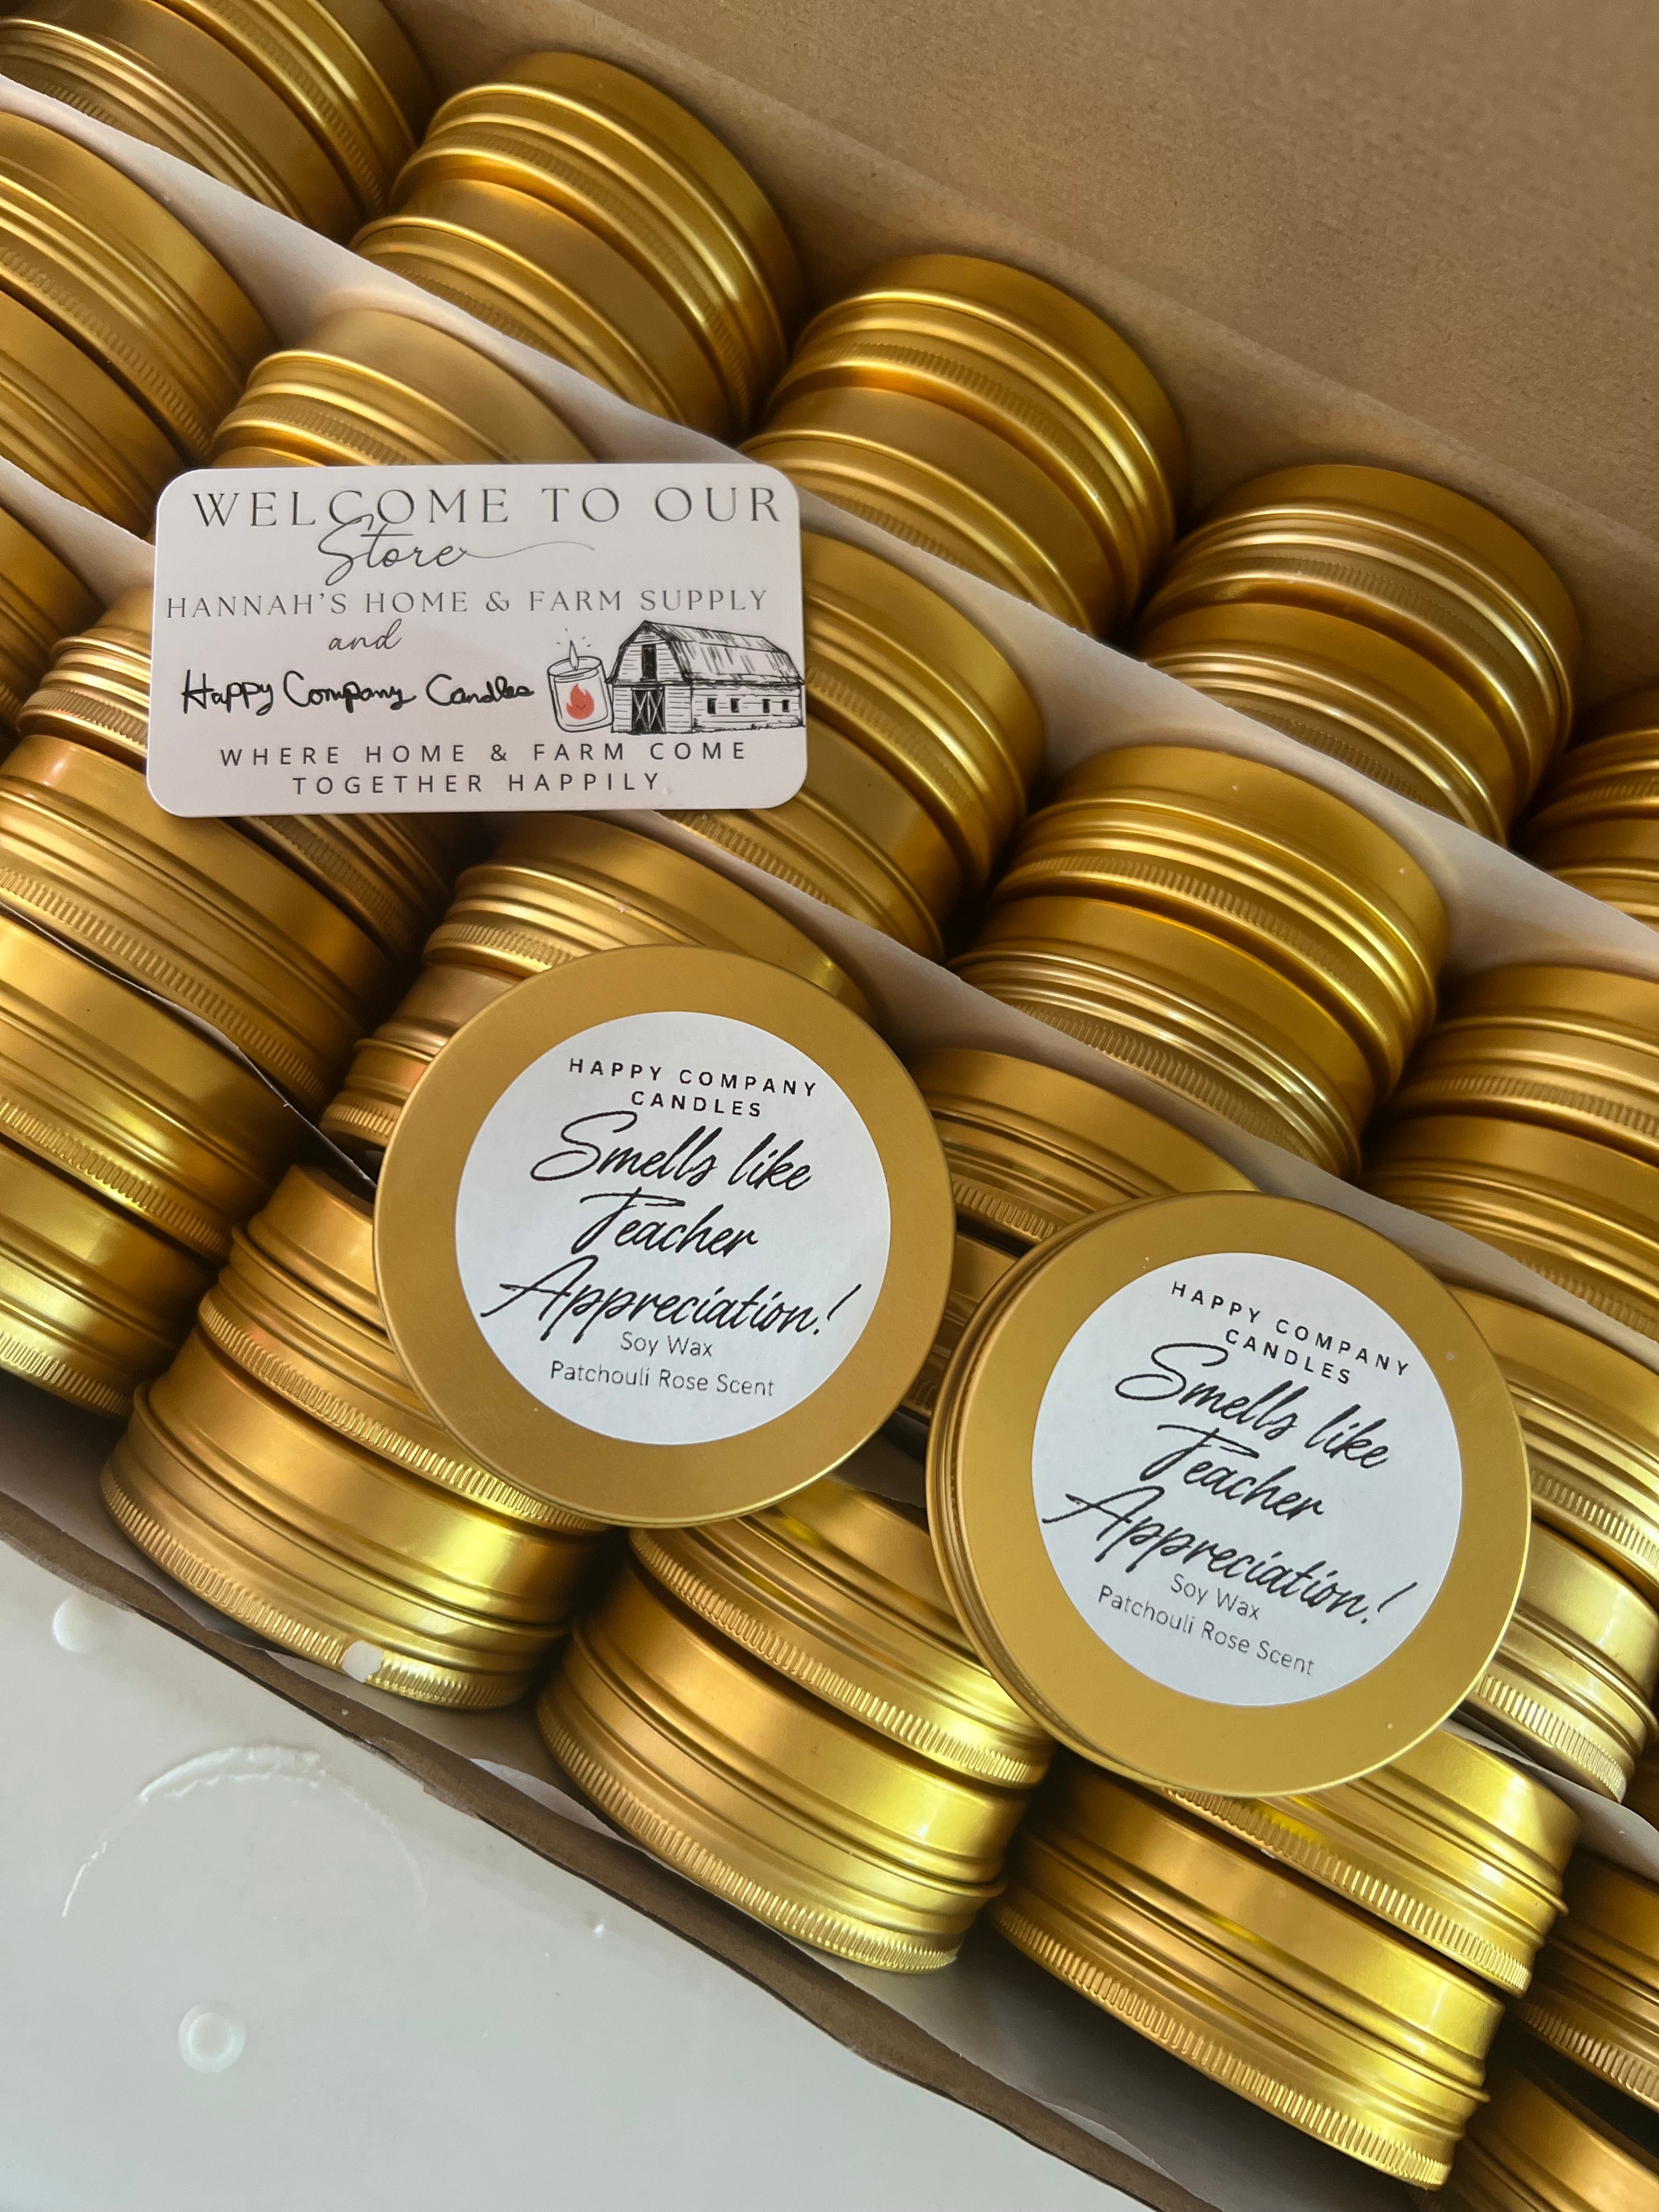 WELCOME TO OUR
Store
HANNAH'S HOME & FARM SUPPLY
and
Happy Company Candles
WHERE HOME & FARM COME
TOGETHER HAPPILY
HAPPY COMPANY
CANDLES
Smells like
Teacher
Appreciation!
Soy Wax
Patchouli Rose Scent
HAPPY COMPANY
CANDLES
Smells like
Teacher
Appreciation!
Soy Wax
Patchouli Rose Scent